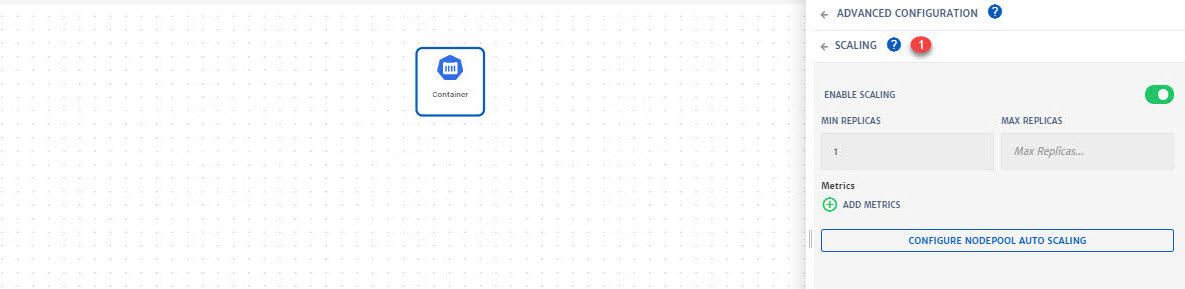 ADVANCED CONFIGURATION ?
SCALING ? 1
Container
ENABLE SCALING
MIN REPLICAS MAX REPLICAS
1 Max Replicas...
Metrics
ADD METRICS
CONFIGURE NODEPOOL AUTO SCALING